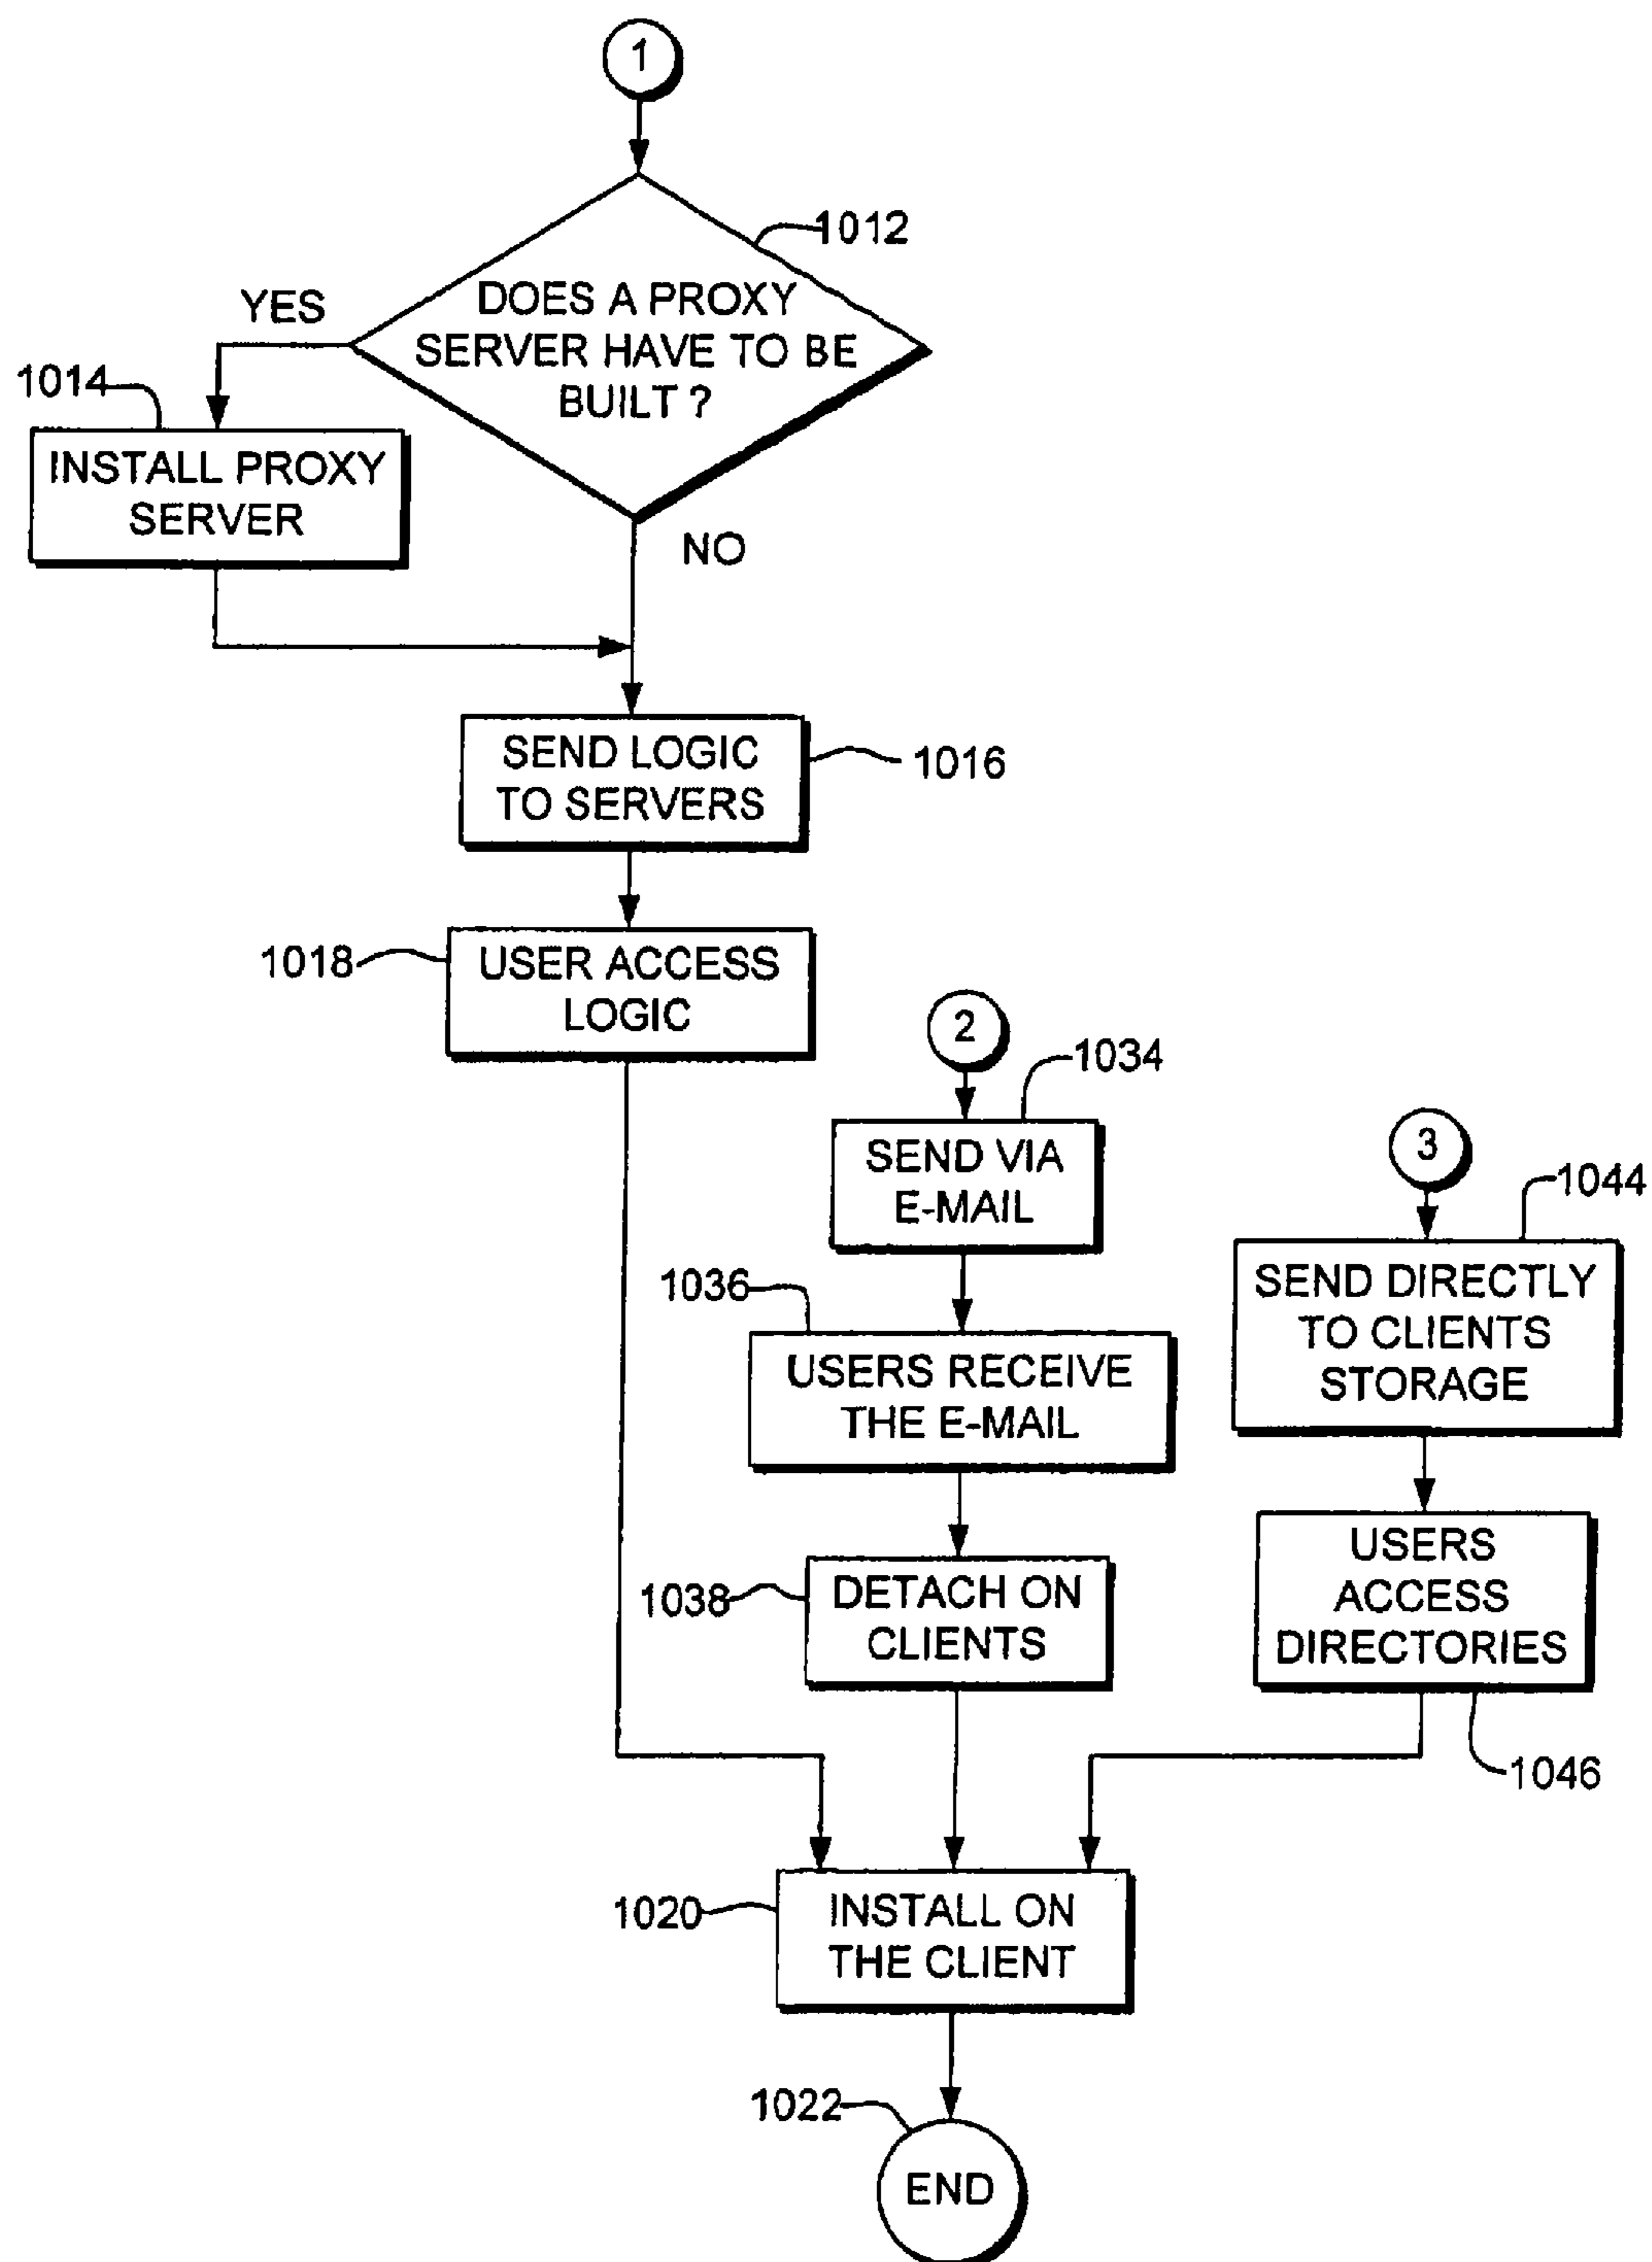 1
1012
DOES A PROXY
SERVER HAVE TO BE
BUILT ?
YES
1014
INSTALL PROXY
SERVER
NO
SEND LOGIC
TO SERVERS
1016
1018
USER ACCESS
LOGIC
2
1034
SEND VIA
E-MAIL
1036
USERS RECEIVE
THE E-MAIL
1038
DETACH ON
CLIENTS
3
1044
SEND DIRECTLY
TO CLIENTS
STORAGE
USERS
ACCESS
DIRECTORIES
1046
1020
INSTALL ON
THE CLIENT
1022
END